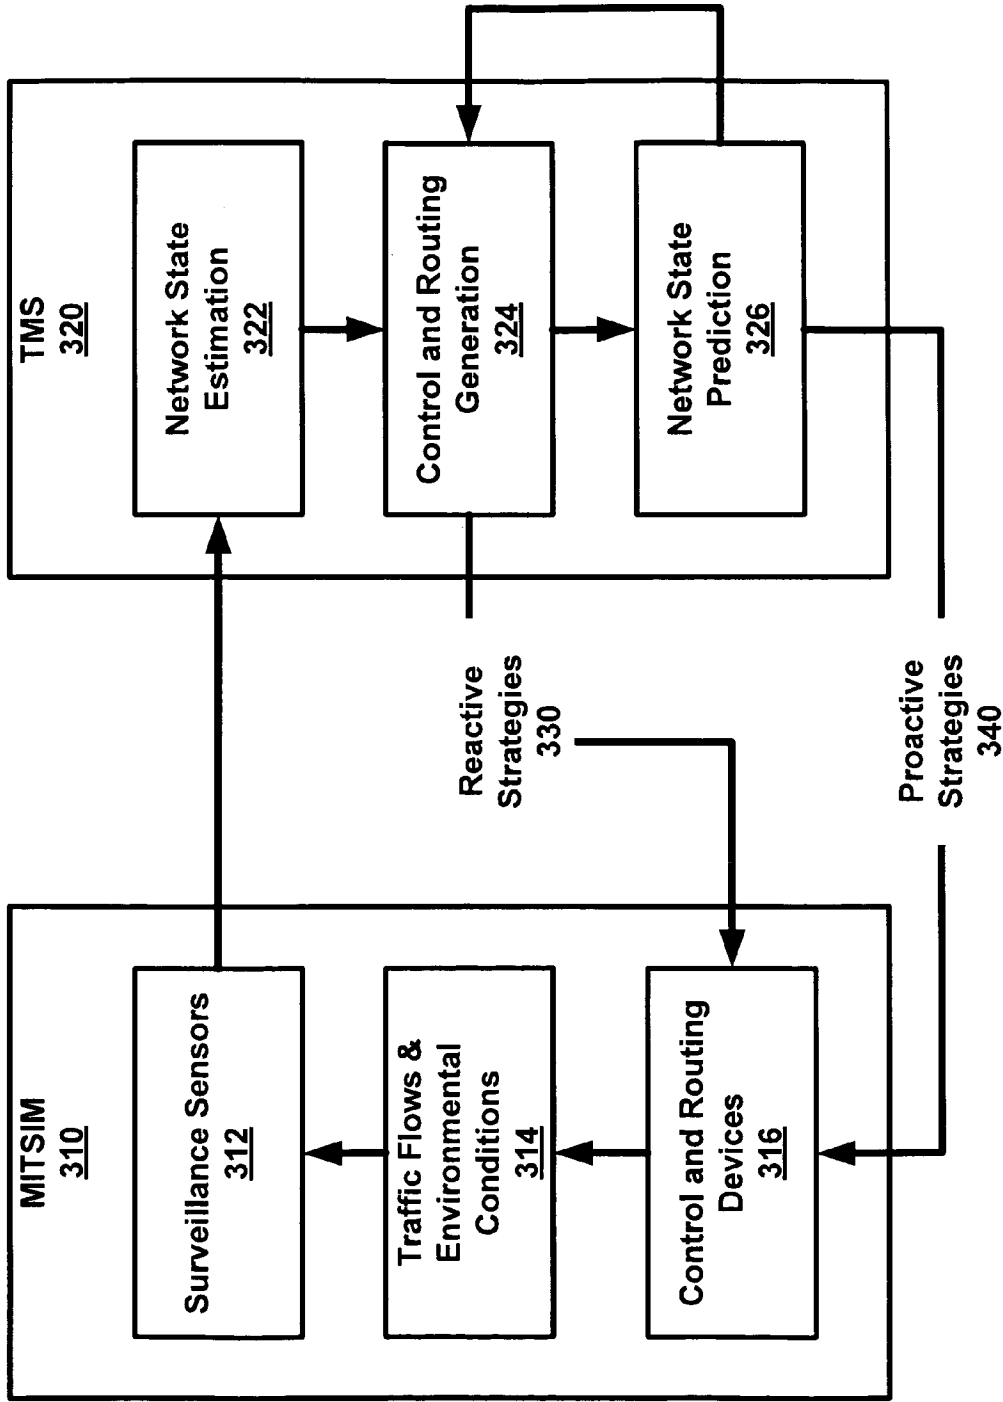 MITSIM
310
Surveillance Sensors
312
Traffic Flows &
Environmental
Conditions
314
Control and Routing
Devices
316
Reactive
Strategies
330
Proactive
Strategies
340
TMS
320
Network State
Estimation
322
Control and Routing
Generation
324
Network State
Prediction
326